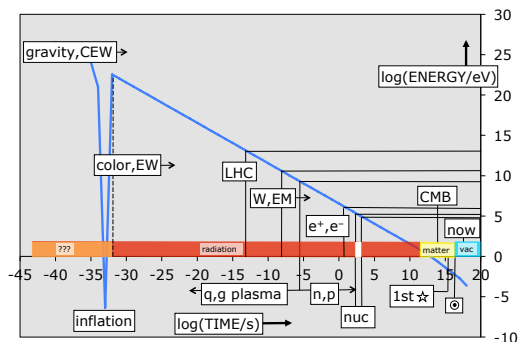 30
gravity,CEW
25
log(ENERGY/eV)
20
15
color,EW
LHC
10
W,EM
CMB
e⁺,e⁻
now
5
??? radiation matter vac
0
-45 -40 -35 -30 -25 -20 -15 -10 -5 0 5 10 15 20
q,g plasma n,p
1st ☆
-5
inflation
log(TIME/s)
nuc
-10